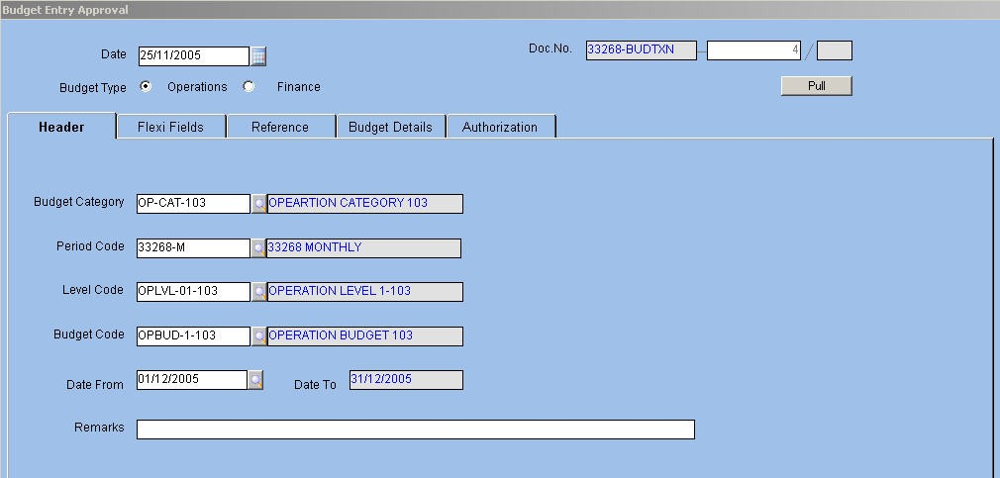 Budget Entry Approval
Date 25/11/2005 Doc.No. 33268-BUDTXN 4 /
Budget Type Operations Finance Pull
Header Flexi Fields Reference Budget Details Authorization
Budget Category OP-CAT-103 OPEARTION CATEGORY 103
Period Code 33268-M 33268 MONTHLY
Level Code OPLVL-01-103 OPERATION LEVEL 1-103
Budget Code OPBUD-1-103 OPERATION BUDGET 103
Date From 01/12/2005 Date To 31/12/2005
Remarks